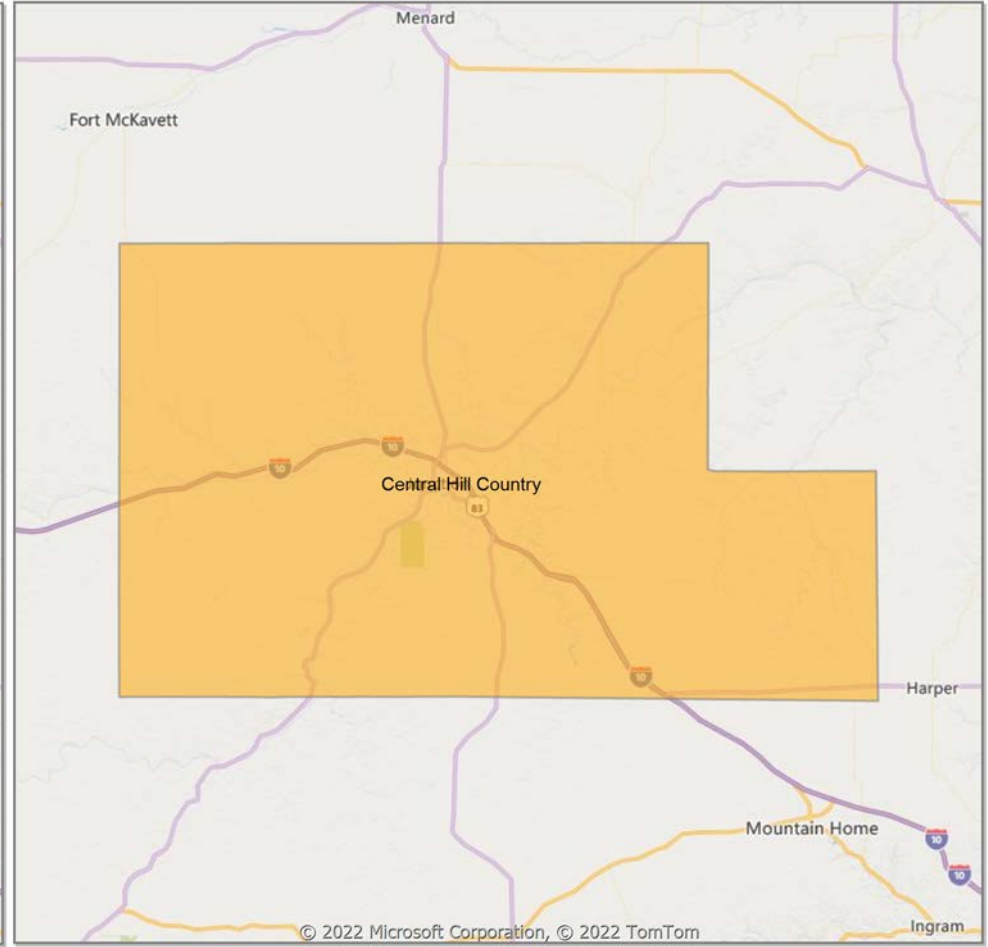 Menard
Fort McKavett
10
10
Central Hill Country
83
10
Harper
Mountain Home
10
10
Ingram
© 2022 Microsoft Corporation, © 2022 TomTom